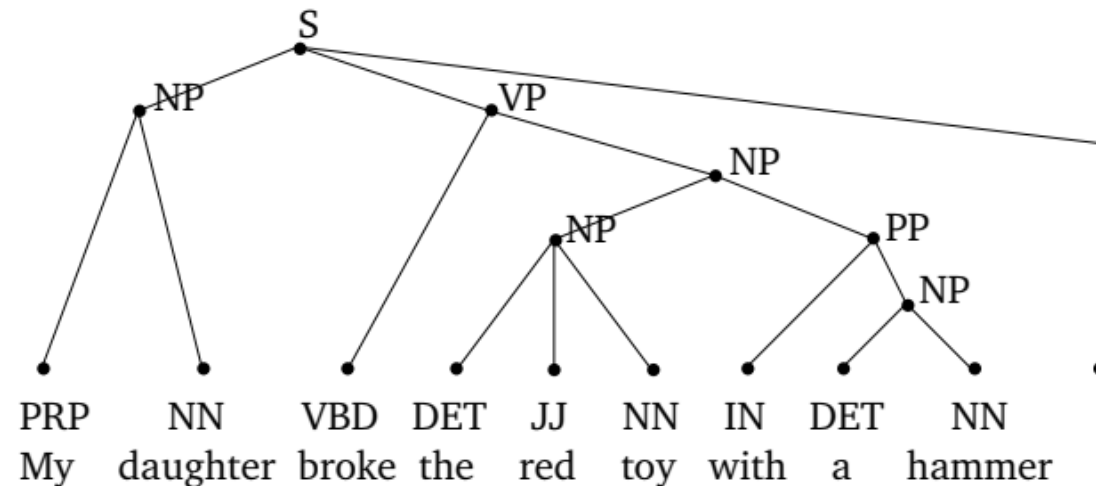 S
NP VP
NP
NP PP
NP
PRP NN VBD DET JJ NN IN DET NN
My daughter broke the red toy with a hammer